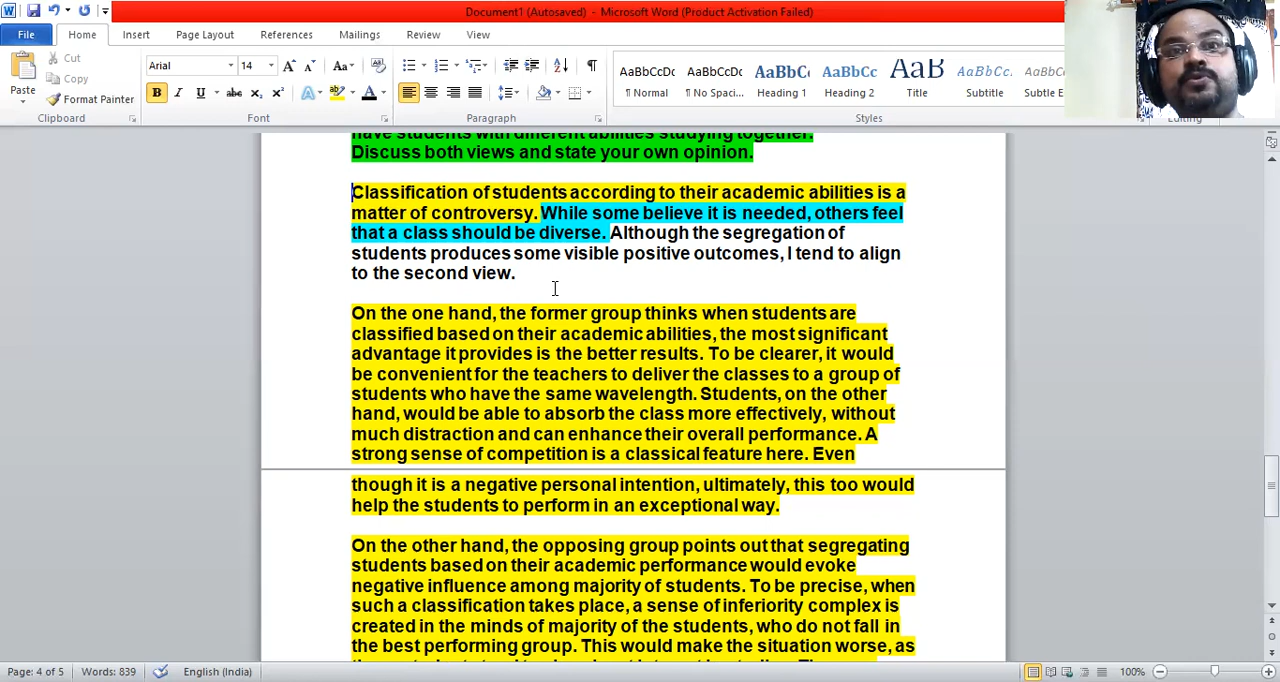 Document1 (Autosaved) - Microsoft Word (Product Activation Failed)
File Home Insert Page Layout References Mailings Review View
Paste
Cut
Copy
Format Painter
Clipboard
Arial 14
Font
Paragraph
AaBbCcDc AaBbCcDc AaBbCc AaBbCc AaB AaBbCc. AaBbCcDc
¶ Normal ¶ No Spaci... Heading 1 Heading 2 Title Subtitle Subtle E
Styles
have students with different abilities studying together.
Discuss both views and state your own opinion.
Classification of students according to their academic abilities is a
matter of controversy. While some believe it is needed, others feel
that a class should be diverse. Although the segregation of
students produces some visible positive outcomes, I tend to align
to the second view.
On the one hand, the former group thinks when students are
classified based on their academic abilities, the most significant
advantage it provides is the better results. To be clearer, it would
be convenient for the teachers to deliver the classes to a group of
students who have the same wavelength. Students, on the other
hand, would be able to absorb the class more effectively, without
much distraction and can enhance their overall performance. A
strong sense of competition is a classical feature here. Even
though it is a negative personal intention, ultimately, this too would
help the students to perform in an exceptional way.
On the other hand, the opposing group points out that segregating
students based on their academic performance would evoke
negative influence among majority of students. To be precise, when
such a classification takes place, a sense of inferiority complex is
created in the minds of majority of the students, who do not fall in
the best performing group. This would make the situation worse, as
Page: 4 of 5 Words: 839 English (India) 100%